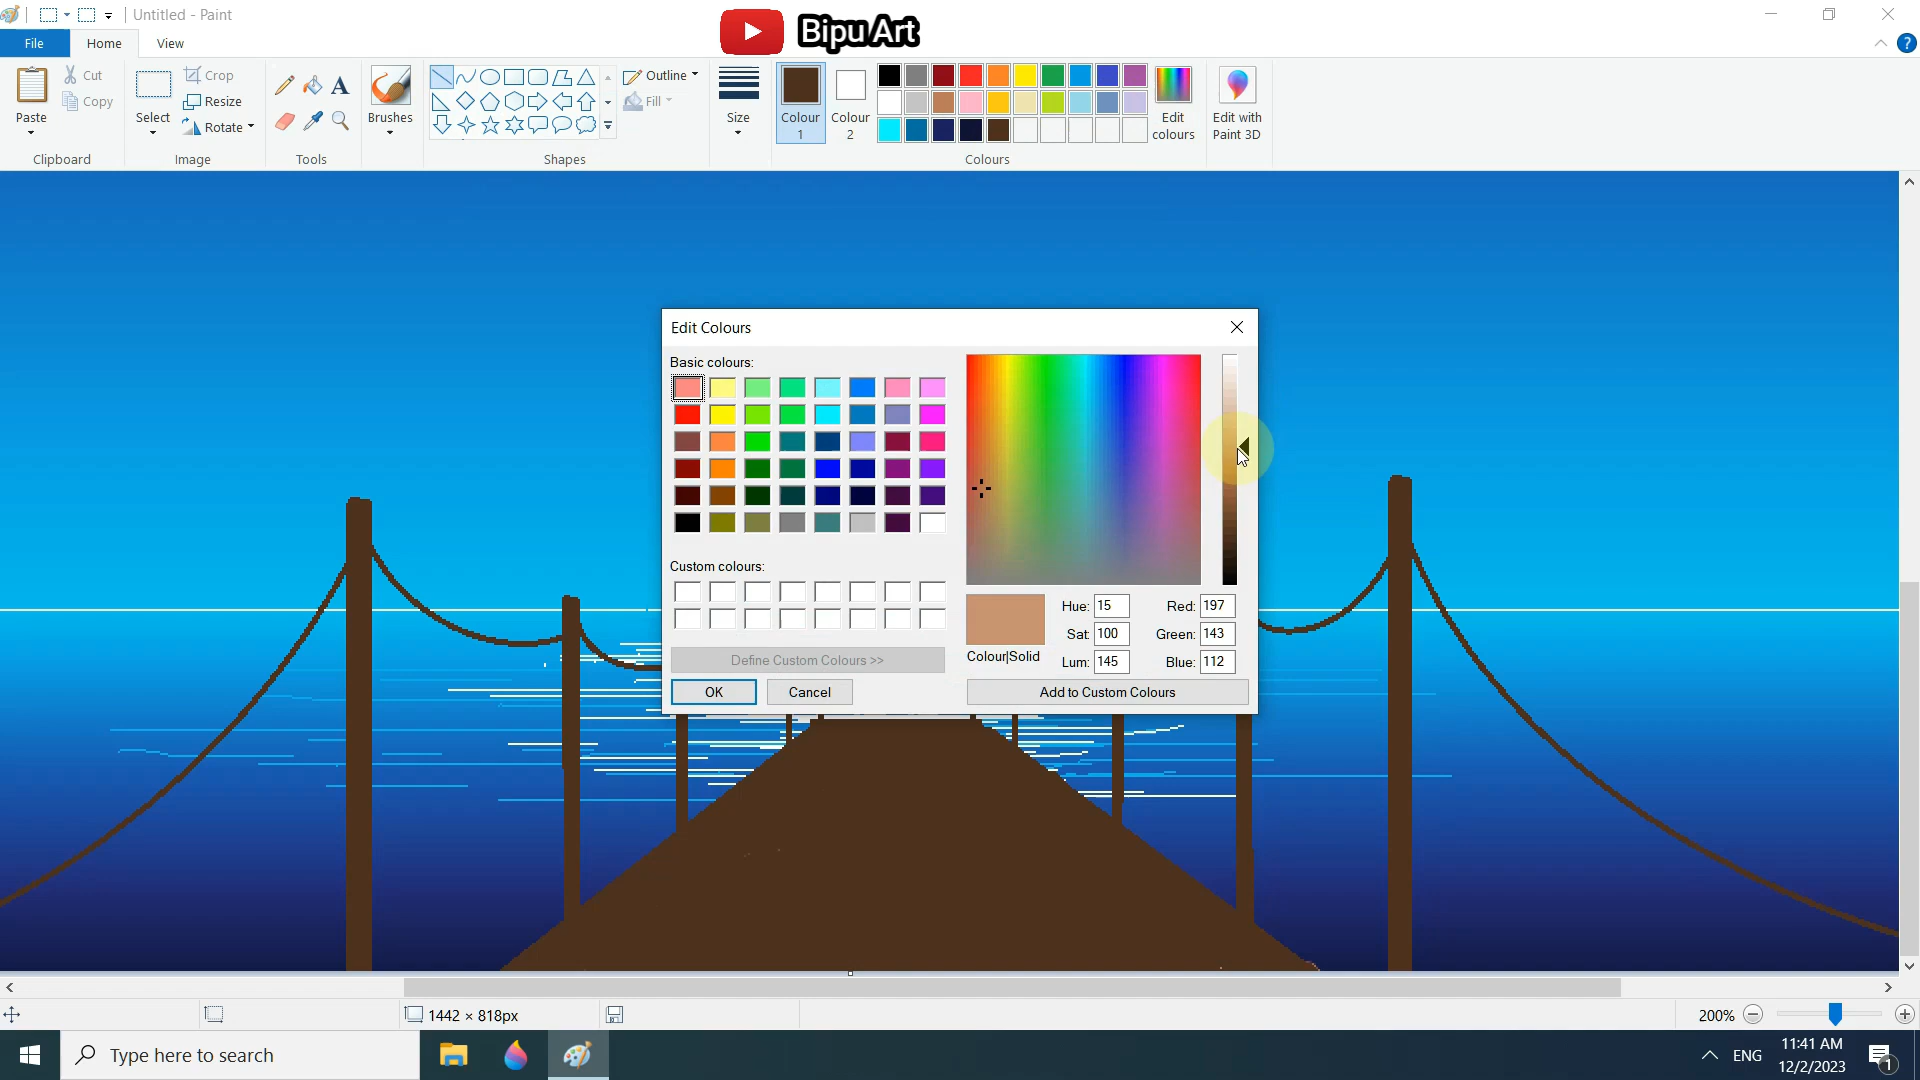 Untitled - Paint
Bipu Art
File
Home
View
Paste
Cut
Copy
Clipboard
Select
Crop
Resize
Rotate
Image
Tools
Brushes
Shapes
Outline
Fill
Size
Colour
1
Colour
2
Colours
Edit
colours
Edit with
Paint 3D
Edit Colours
Basic colours:
Custom colours:
Define Custom Colours >>
OK
Cancel
Colour|Solid
Hue: 15
Sat: 100
Lum: 145
Red: 197
Green: 143
Blue: 112
Add to Custom Colours
1442 × 818px
200%
Type here to search
ENG
11:41 AM
12/2/2023
1